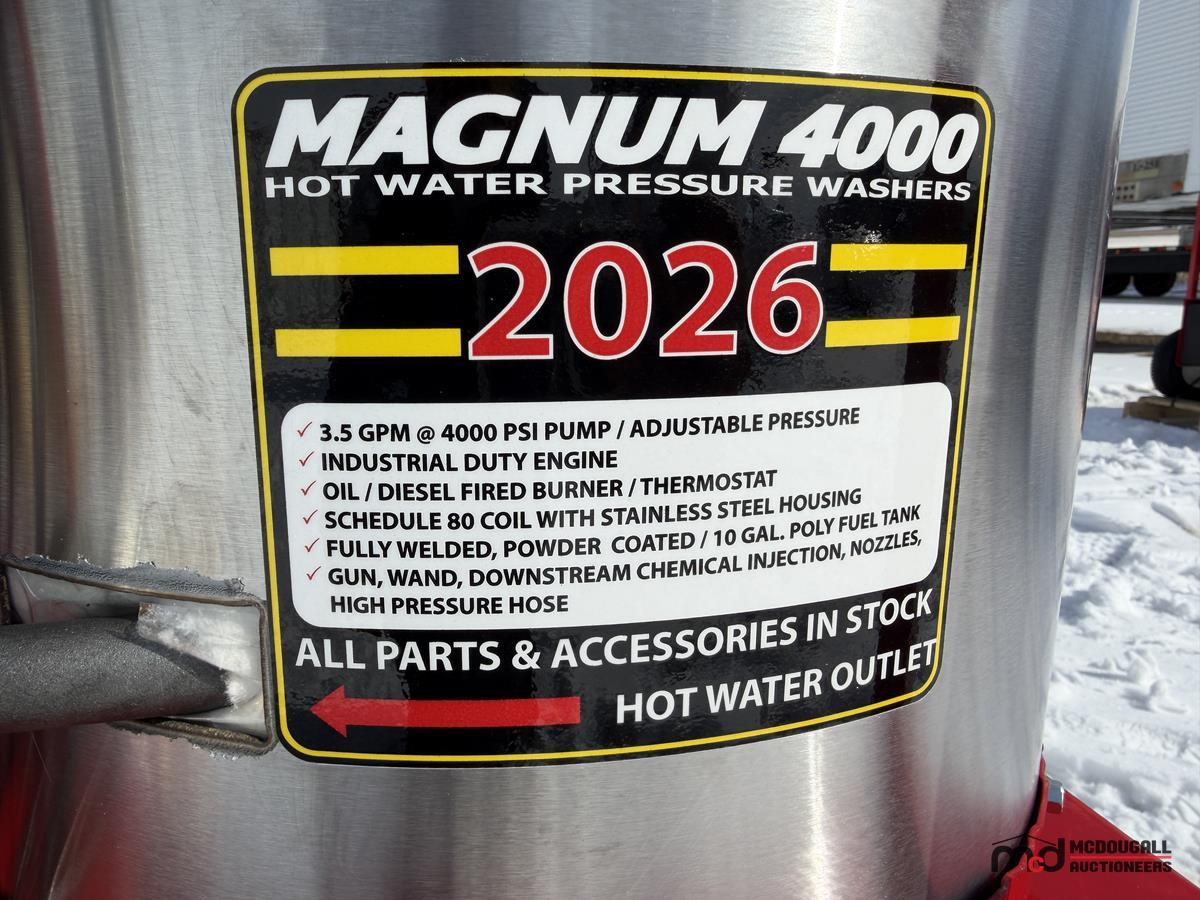 MAGNUM 4000
HOT WATER PRESSURE WASHERS
2026
✓ 3.5 GPM @ 4000 PSI PUMP / ADJUSTABLE PRESSURE
✓ INDUSTRIAL DUTY ENGINE
✓ OIL / DIESEL FIRED BURNER / THERMOSTAT
✓ SCHEDULE 80 COIL WITH STAINLESS STEEL HOUSING
✓ FULLY WELDED, POWDER COATED / 10 GAL. POLY FUEL TANK
✓ GUN, WAND, DOWNSTREAM CHEMICAL INJECTION, NOZZLES,
HIGH PRESSURE HOSE
ALL PARTS & ACCESSORIES IN STOCK
HOT WATER OUTLET
mcd MCDOUGALL
AUCTIONEERS